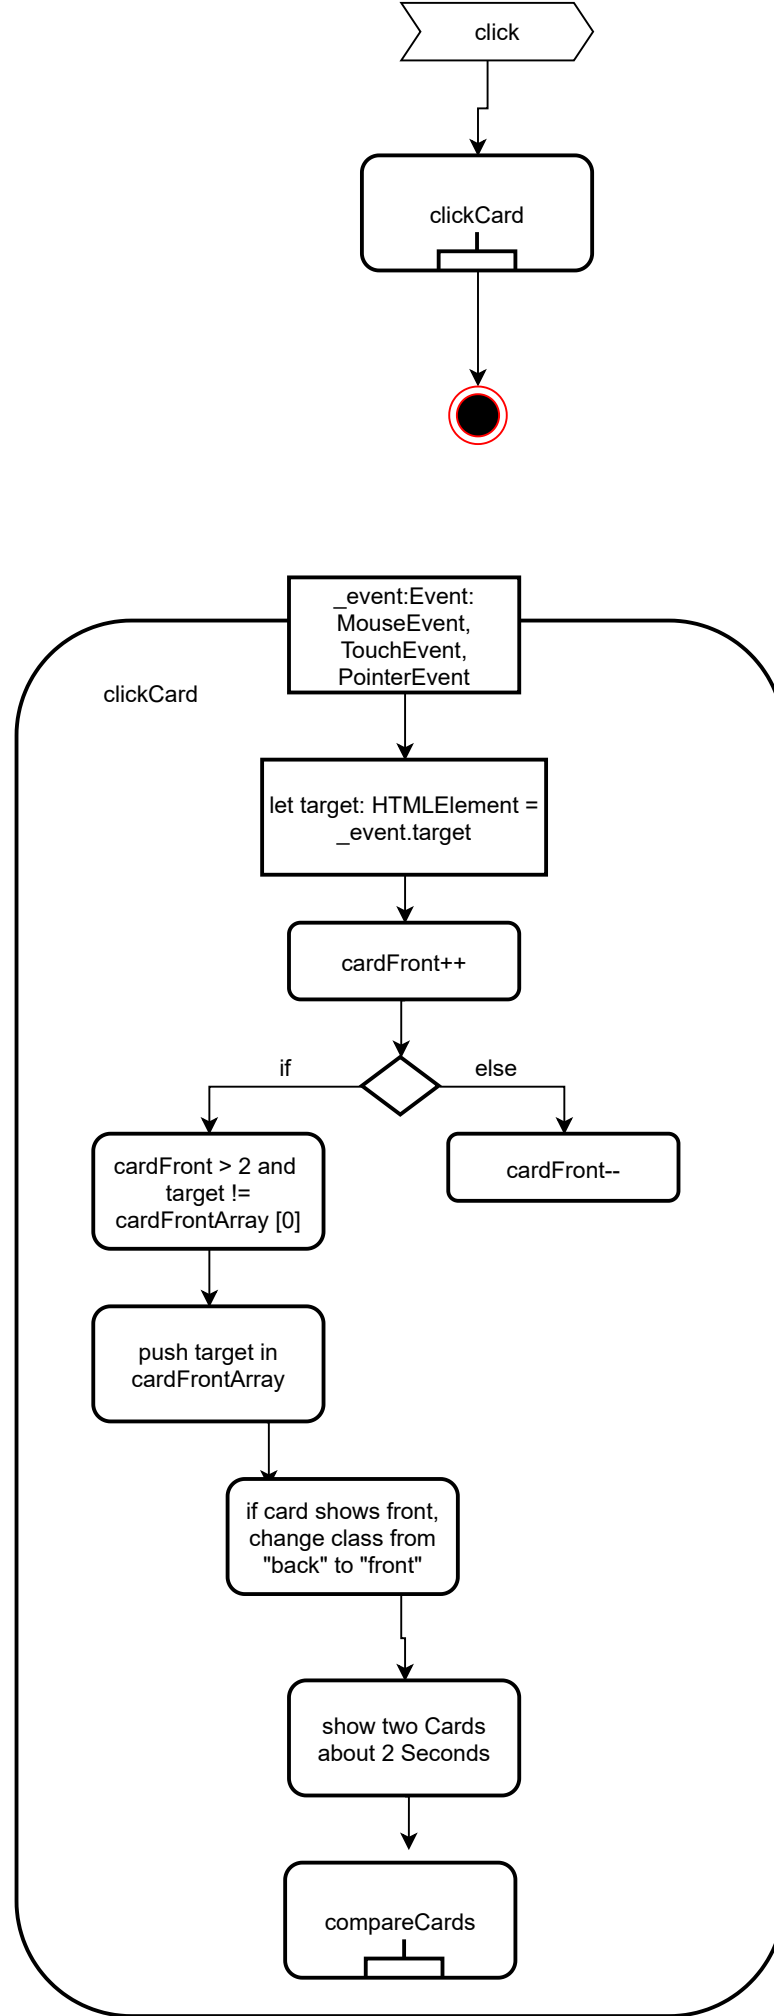 click
clickCard
_event:Event:
MouseEvent,
TouchEvent,
PointerEvent
clickCard
let target: HTMLElement =
_event.target
cardFront++
if
else
cardFront > 2 and
target !=
cardFrontArray [0]
cardFront--
push target in
cardFrontArray
if card shows front,
change class from
"back" to "front"
show two Cards
about 2 Seconds
compareCards